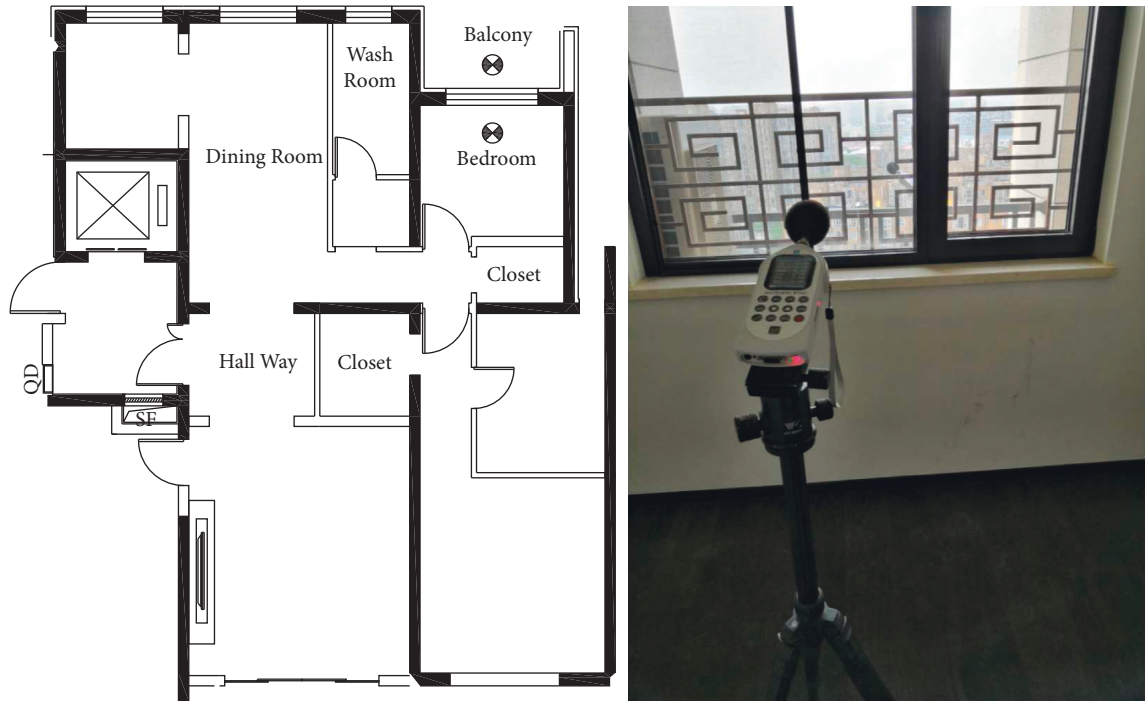 Balcony
Wash
Room
Dining Room
Bedroom
Closet
Hall Way
Closet
QD
SF